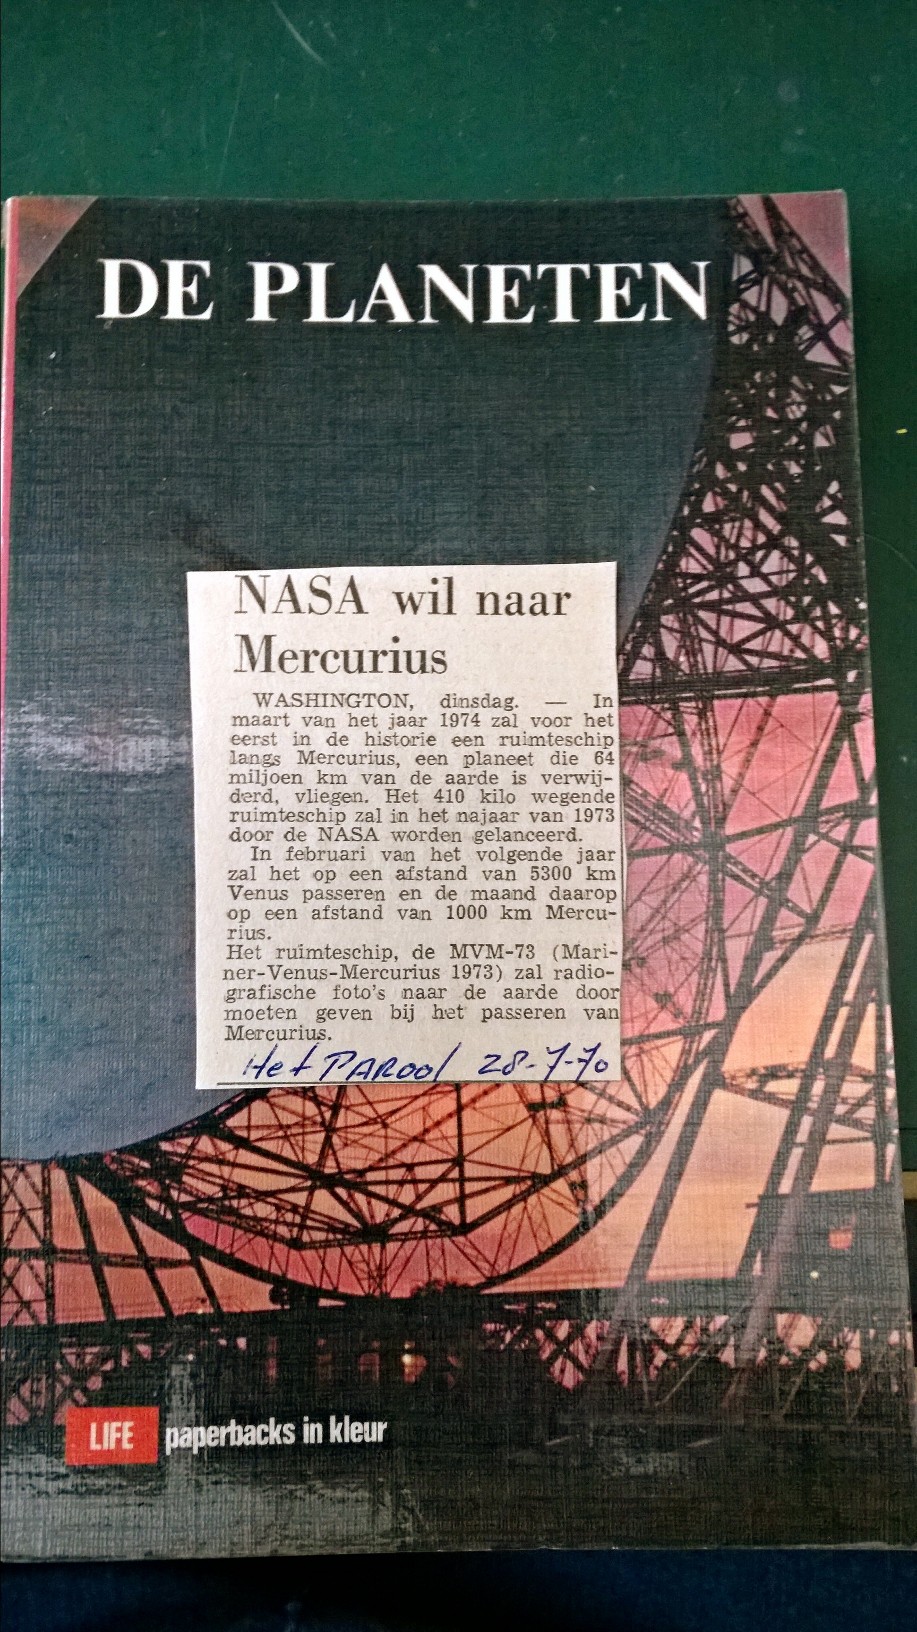 DE PLANETEN
NASA wil naar
Mercurius
WASHINGTON, dinsdag. — In
maart van het jaar 1974 zal voor het
eerst in de historie een ruimteschip
langs Mercurius, een planeet die 64
miljoen km van de aarde is verwij-
derd, vliegen. Het 410 kilo wegende
ruimteschip zal in het najaar van 1973
door de NASA worden gelanceerd.
In februari van het volgende jaar
zal het op een afstand van 5300 km
Venus passeren en de maand daarop
op een afstand van 1000 km Mercu-
rius.
Het ruimteschip, de MVM-73 (Mari-
ner-Venus-Mercurius 1973) zal radio-
grafische foto's naar de aarde door
moeten geven bij het passeren van
Mercurius.
Het PAROOl 28-7-70
LIFE paperbacks in kleur